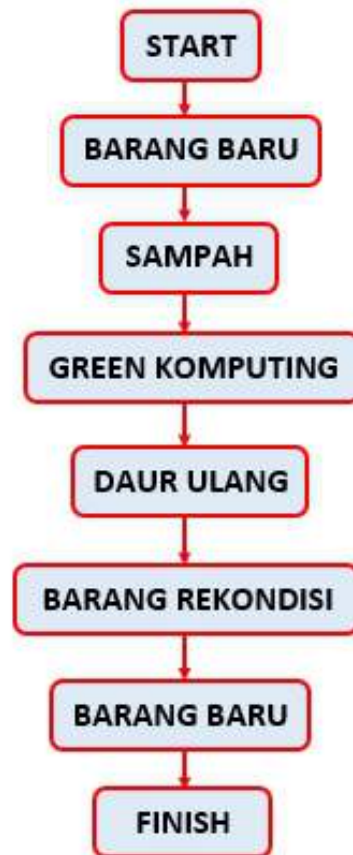 START
BARANG BARU
SAMPAH
GREEN KOMPUTING
DAUR ULANG
BARANG REKONDISI
BARANG BARU
FINISH